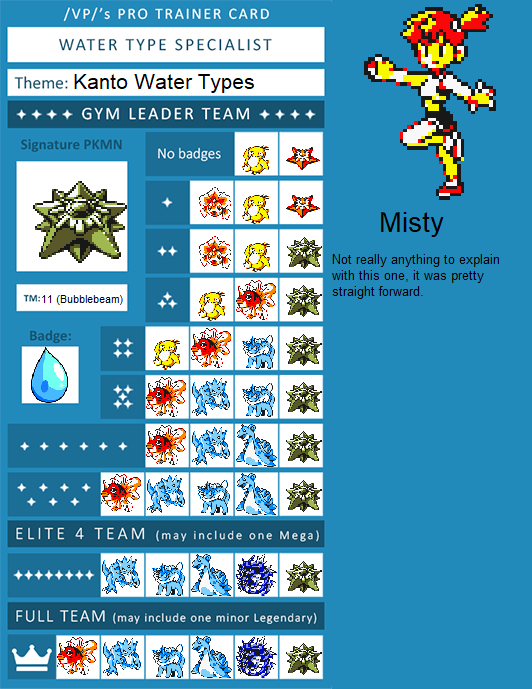 /VP/'s PRO TRAINER CARD
WATER TYPE SPECIALIST
Theme: Kanto Water Types
GYM LEADER TEAM
Signature PKMN
No badges
TM:11 (Bubblebeam)
Badge:
ELITE 4 TEAM (may include one Mega)
FULL TEAM (may include one minor Legendary)
Misty
Not really anything to explain
with this one, it was pretty
straight forward.